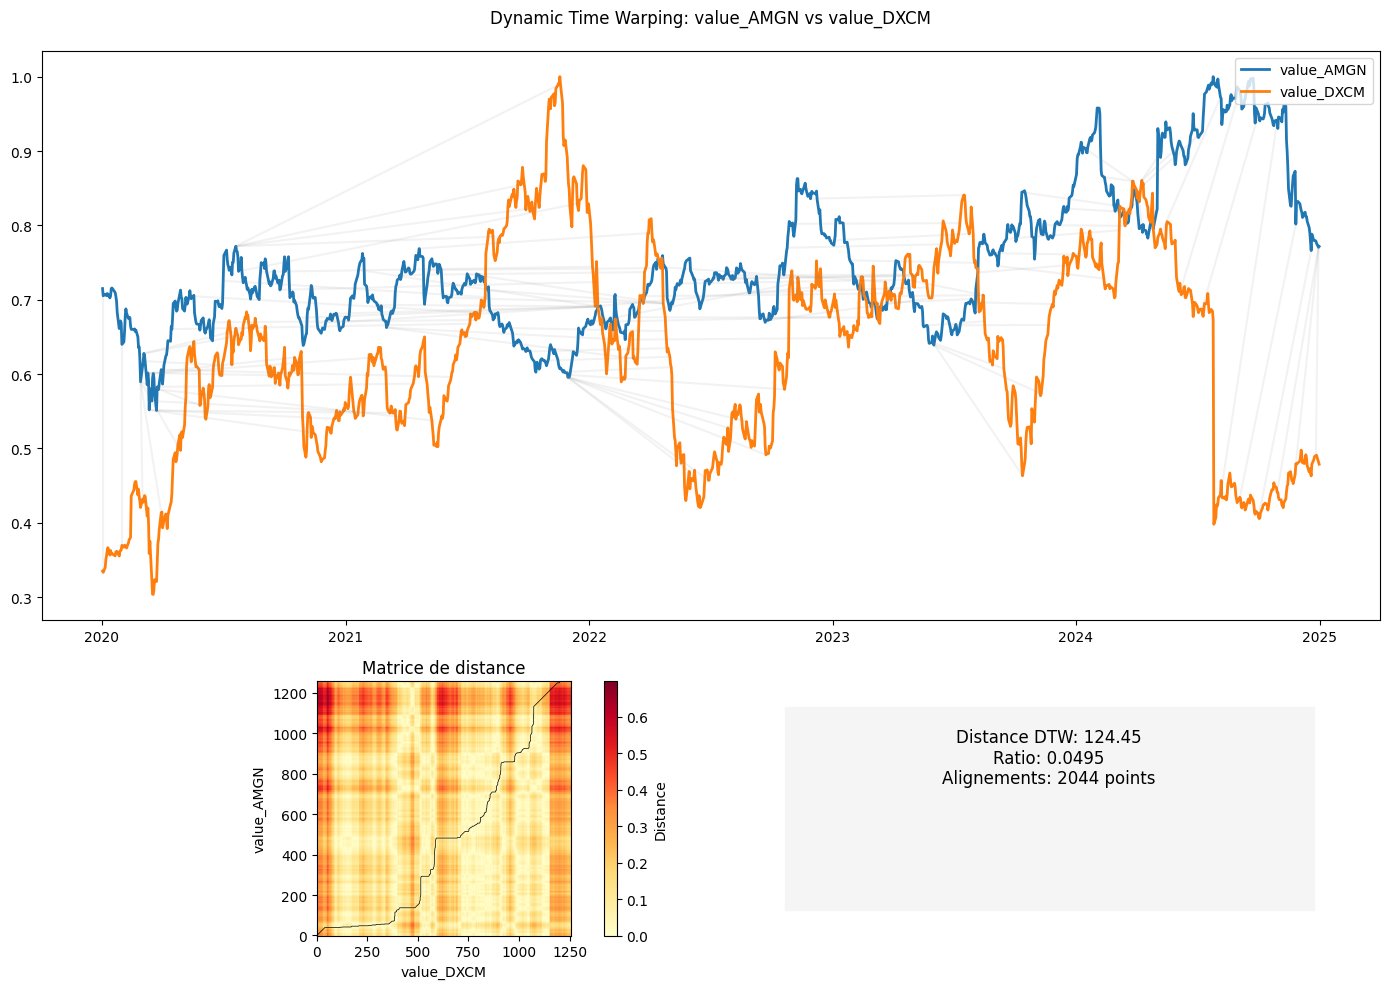 Dynamic Time Warping: value_AMGN vs value_DXCM
1.0
0.9
0.8
0.7
0.6
0.5
0.4
0.3
value_AMGN
value_DXCM
2020 2021 2022 2023 2024 2025
Matrice de distance
1200
1000
800
600
400
200
0
value_AMGN
0 250 500 750 1000 1250
value_DXCM
0.6
0.5
0.4
0.3
0.2
0.1
0.0
Distance
Distance DTW: 124.45
Ratio: 0.0495
Alignements: 2044 points